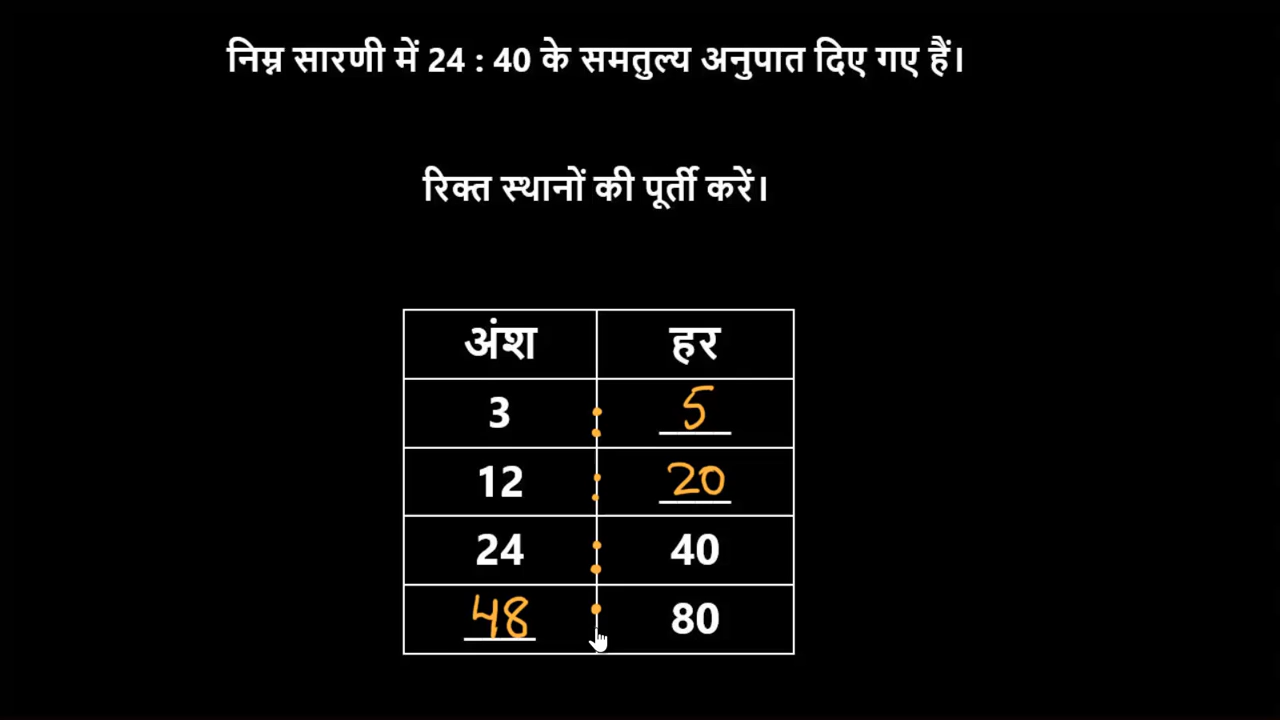 निम्न सारणी में 24 : 40 के समतुल्य अनुपात दिए गए हैं।
रिक्त स्थानों की पूर्ती करें।
अंश हर
3 : 5
12 : 20
24 : 40
48 : 80